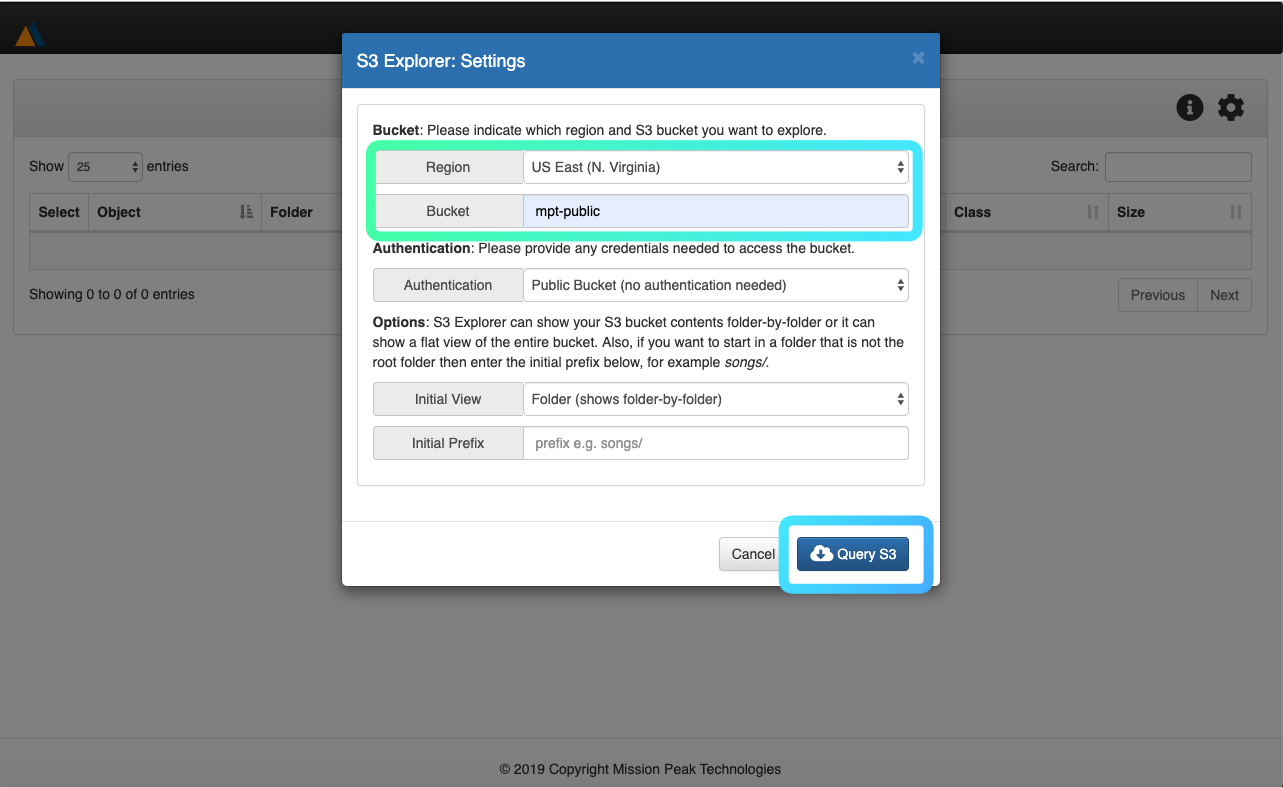 S3 Explorer: Settings
×
Bucket: Please indicate which region and S3 bucket you want to explore.
Show 25 entries
Search:
Region US East (N. Virginia)
Bucket mpt-public
Select Object Folder Class Size
Authentication: Please provide any credentials needed to access the bucket.
Authentication Public Bucket (no authentication needed)
Showing 0 to 0 of 0 entries
Previous Next
Options: S3 Explorer can show your S3 bucket contents folder-by-folder or it can
show a flat view of the entire bucket. Also, if you want to start in a folder that is not the
root folder then enter the initial prefix below, for example songs/.
Initial View Folder (shows folder-by-folder)
Initial Prefix prefix e.g. songs/
Cancel Query S3
© 2019 Copyright Mission Peak Technologies